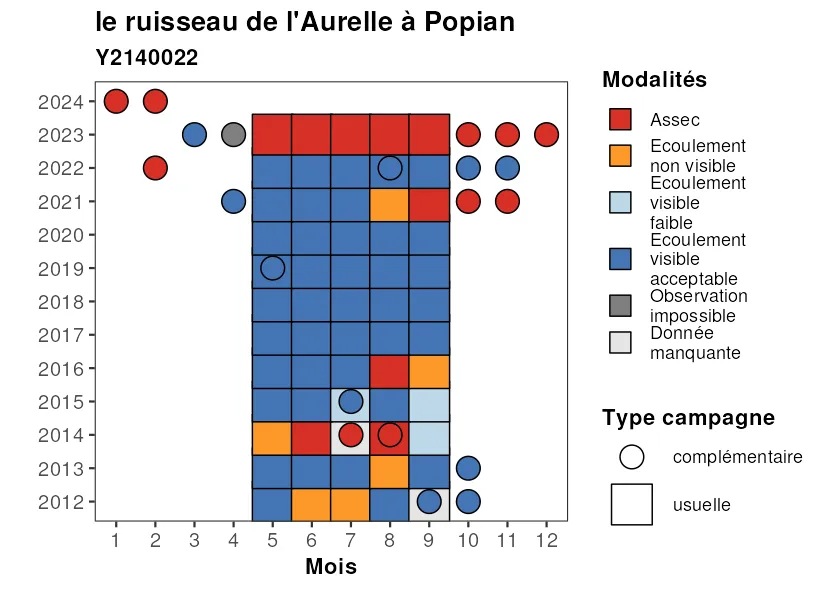 le ruisseau de l'Aurelle à Popian
Y2140022
2024
2023
2022
2021
2020
2019
2018
2017
2016
2015
2014
2013
2012
1 2 3 4 5 6 7 8 9 10 11 12
Mois
Modalités
Assec
Ecoulement
non visible
Ecoulement
visible
faible
Ecoulement
visible
acceptable
Observation
impossible
Donnée
manquante
Type campagne
complémentaire
usuelle